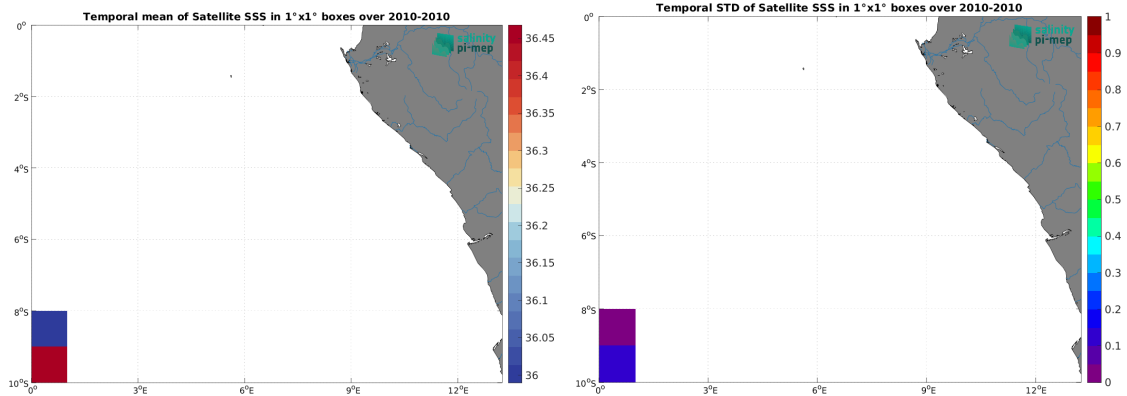 Temporal mean of Satellite SSS in 1°x1° boxes over 2010-2010
0°
2°S
4°S
6°S
8°S
10°S
0°
3°E
6°E
9°E
12°E
salinity
pi-mep
36.45
36.4
36.35
36.3
36.25
36.2
36.15
36.1
36.05
36
Temporal STD of Satellite SSS in 1°x1° boxes over 2010-2010
0°
2°S
4°S
6°S
8°S
10°S
0°
3°E
6°E
9°E
12°E
salinity
pi-mep
1
0.9
0.8
0.7
0.6
0.5
0.4
0.3
0.2
0.1
0